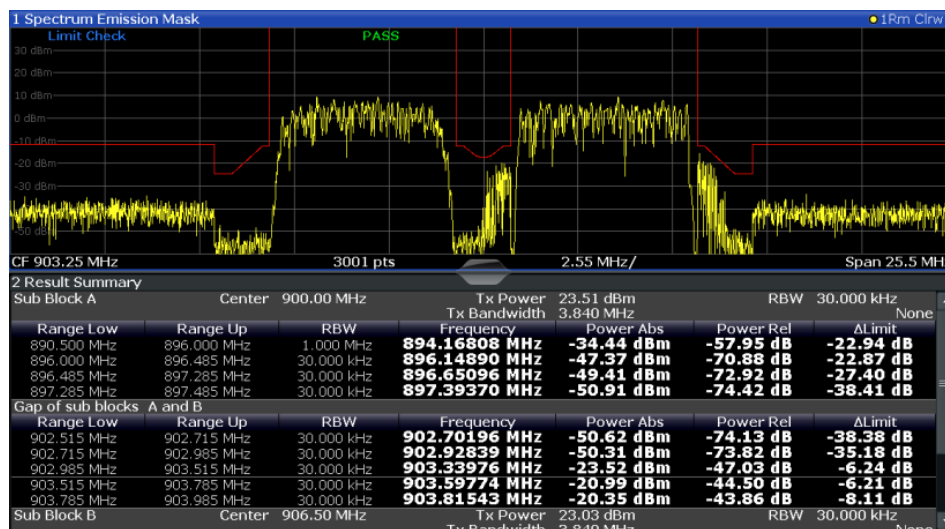 1 Spectrum Emission Mask 1Rm Clrw
Limit Check PASS
30 dBm
20 dBm
10 dBm
0 dBm
-10 dBm
-20 dBm
-30 dBm
-50 dBm
CF 903.25 MHz 3001 pts 2.55 MHz/ Span 25.5 MH
2 Result Summary
Sub Block A Center 900.00 MHz Tx Power 23.51 dBm RBW 30.000 kHz
Tx Bandwidth 3.840 MHz None
Range Low Range Up RBW Frequency Power Abs Power Rel ΔLimit
890.500 MHz 896.000 MHz 1.000 MHz 894.16808 MHz -34.44 dBm -57.95 dB -22.94 dB
896.000 MHz 896.485 MHz 30.000 kHz 896.14890 MHz -47.37 dBm -70.88 dB -22.87 dB
896.485 MHz 897.285 MHz 30.000 kHz 896.65096 MHz -49.41 dBm -72.92 dB -27.40 dB
897.285 MHz 897.485 MHz 30.000 kHz 897.39370 MHz -50.91 dBm -74.42 dB -38.41 dB
Gap of sub blocks A and B
Range Low Range Up RBW Frequency Power Abs Power Rel ΔLimit
902.515 MHz 902.715 MHz 30.000 kHz 902.70196 MHz -50.62 dBm -74.13 dB -38.38 dB
902.715 MHz 902.985 MHz 30.000 kHz 902.92839 MHz -50.31 dBm -73.82 dB -35.18 dB
902.985 MHz 903.515 MHz 30.000 kHz 903.33976 MHz -23.52 dBm -47.03 dB -6.24 dB
903.515 MHz 903.785 MHz 30.000 kHz 903.59774 MHz -20.99 dBm -44.50 dB -6.21 dB
903.785 MHz 903.985 MHz 30.000 kHz 903.81543 MHz -20.35 dBm -43.86 dB -8.11 dB
Sub Block B Center 906.50 MHz Tx Power 23.03 dBm RBW 30.000 kHz
Tx Bandwidth 3.840 MHz None